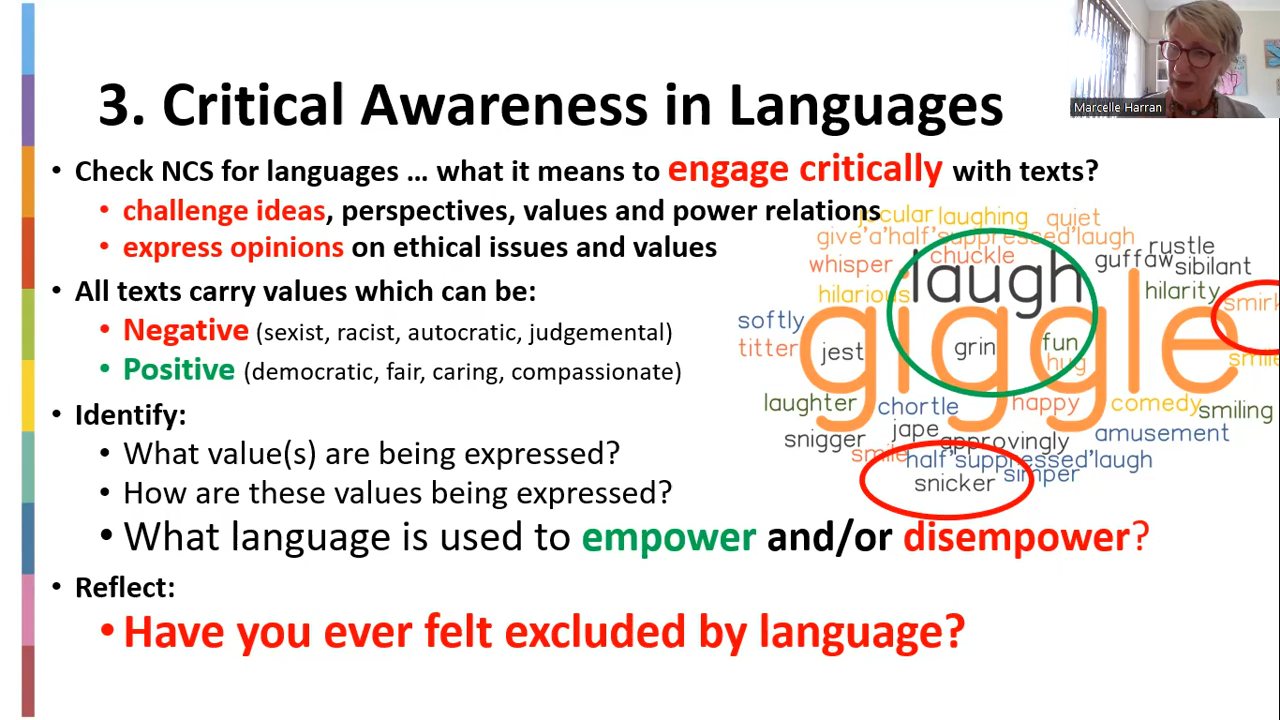 3. Critical Awareness in Languages
Marcelle Harran
• Check NCS for languages … what it means to engage critically with texts?
• challenge ideas, perspectives, values and power relations
• express opinions on ethical issues and values
• All texts carry values which can be:
• Negative (sexist, racist, autocratic, judgemental)
• Positive (democratic, fair, caring, compassionate)
• Identify:
• What value(s) are being expressed?
• How are these values being expressed?
• What language is used to empower and/or disempower?
• Reflect:
• Have you ever felt excluded by language?
jocular laughing quiet
give'a'half'suppressed'laugh
rustle
whisper chuckle guffaw sibilant
laugh
hilarious hilarity smirk
softly
giggle
titter jest grin fun
hug smile
laughter chortle happy comedy smiling
snigger jape approvingly amusement
smile half'suppressed'laugh
snicker simper